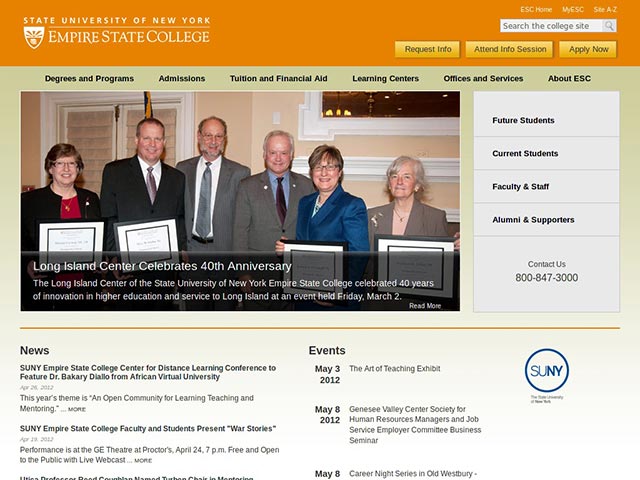 ESC Home MyESC Site A-Z
STATE UNIVERSITY OF NEW YORK
EMPIRE STATE COLLEGE
Search the college site
Request Info Attend Info Session Apply Now
Degrees and Programs Admissions Tuition and Financial Aid Learning Centers Offices and Services About ESC
Future Students
Current Students
Faculty & Staff
Alumni & Supporters
Contact Us
800-847-3000
Long Island Center Celebrates 40th Anniversary
The Long Island Center of the State University of New York Empire State College celebrated 40 years
of innovation in higher education and service to Long Island at an event held Friday, March 2.
Read More
News
SUNY Empire State College Center for Distance Learning Conference to
Feature Dr. Bakary Diallo from African Virtual University
Apr 26, 2012
This year's theme is “An Open Community for Learning Teaching and
Mentoring.” ... MORE
SUNY Empire State College Faculty and Students Present "War Stories"
Apr 19, 2012
Performance is at the GE Theatre at Proctor's, April 24, 7 p.m. Free and Open
to the Public with Live Webcast ... MORE
Utica Professor Reed Coughlan Named Turben Chair in Mentoring
Events
May 3 The Art of Teaching Exhibit
2012
May 8 Genesee Valley Center Society for
2012 Human Resources Managers and Job
Service Employer Committee Business
Seminar
May 8 Career Night Series in Old Westbury -
SUNY
The State University
of New York